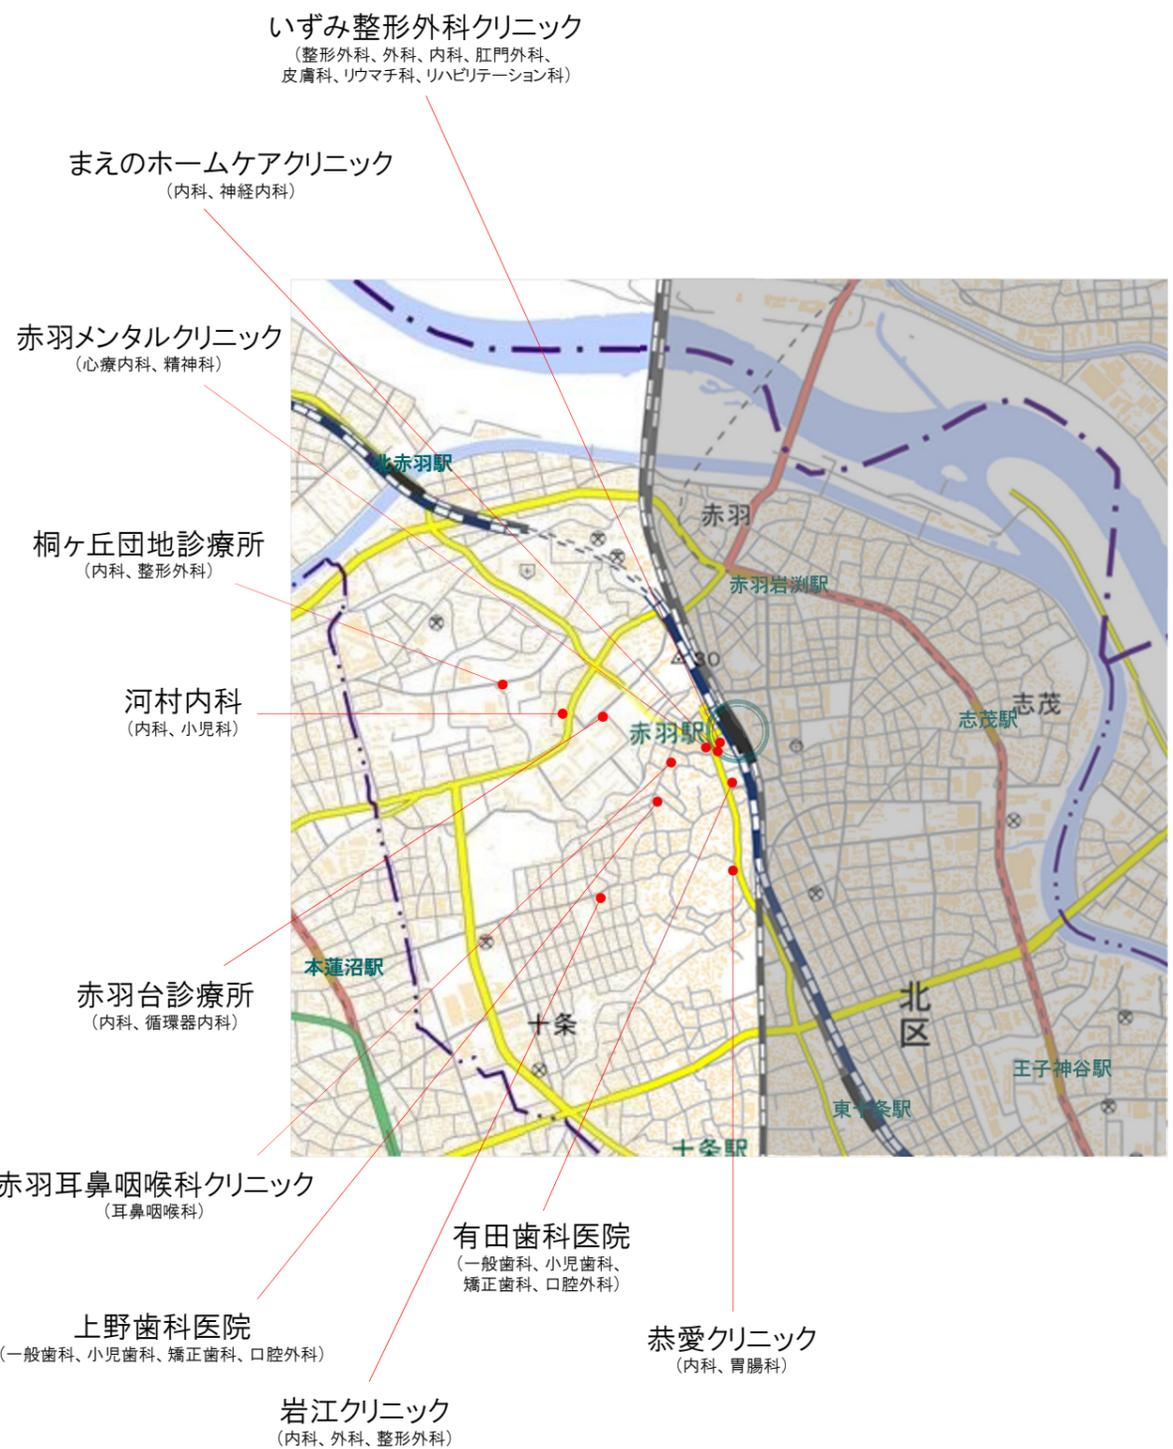 いずみ整形外科クリニック
（整形外科、外科、内科、肛門外科、
皮膚科、リウマチ科、リハビリテーション科）
まえのホームケアクリニック
（内科、神経内科）
赤羽メンタルクリニック
（心療内科、精神科）
北赤羽駅
赤羽
桐ヶ丘団地診療所
（内科、整形外科）
赤羽岩渕駅
30
河村内科
（内科、小児科）
赤羽駅
志茂駅
志茂
本蓮沼駅
赤羽台診療所
（内科、循環器内科）
十条
北
区
王子神谷駅
東十条駅
十条駅
赤羽耳鼻咽喉科クリニック
（耳鼻咽喉科）
有田歯科医院
（一般歯科、小児歯科、
矯正歯科、口腔外科）
上野歯科医院
（一般歯科、小児歯科、矯正歯科、口腔外科）
恭愛クリニック
（内科、胃腸科）
岩江クリニック
（内科、外科、整形外科）